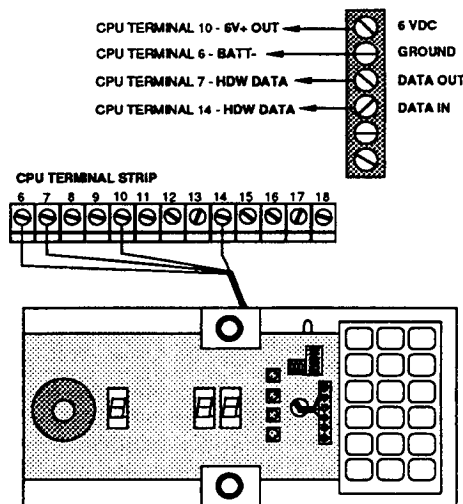 CPU TERMINAL 10 - 6V+ OUT 6 VDC
CPU TERMINAL 6 - BATT- GROUND
CPU TERMINAL 7 - HDW DATA DATA OUT
CPU TERMINAL 14 - HDW DATA DATA IN
CPU TERMINAL STRIP
6 7 8 9 10 11 12 13 14 15 16 17 18